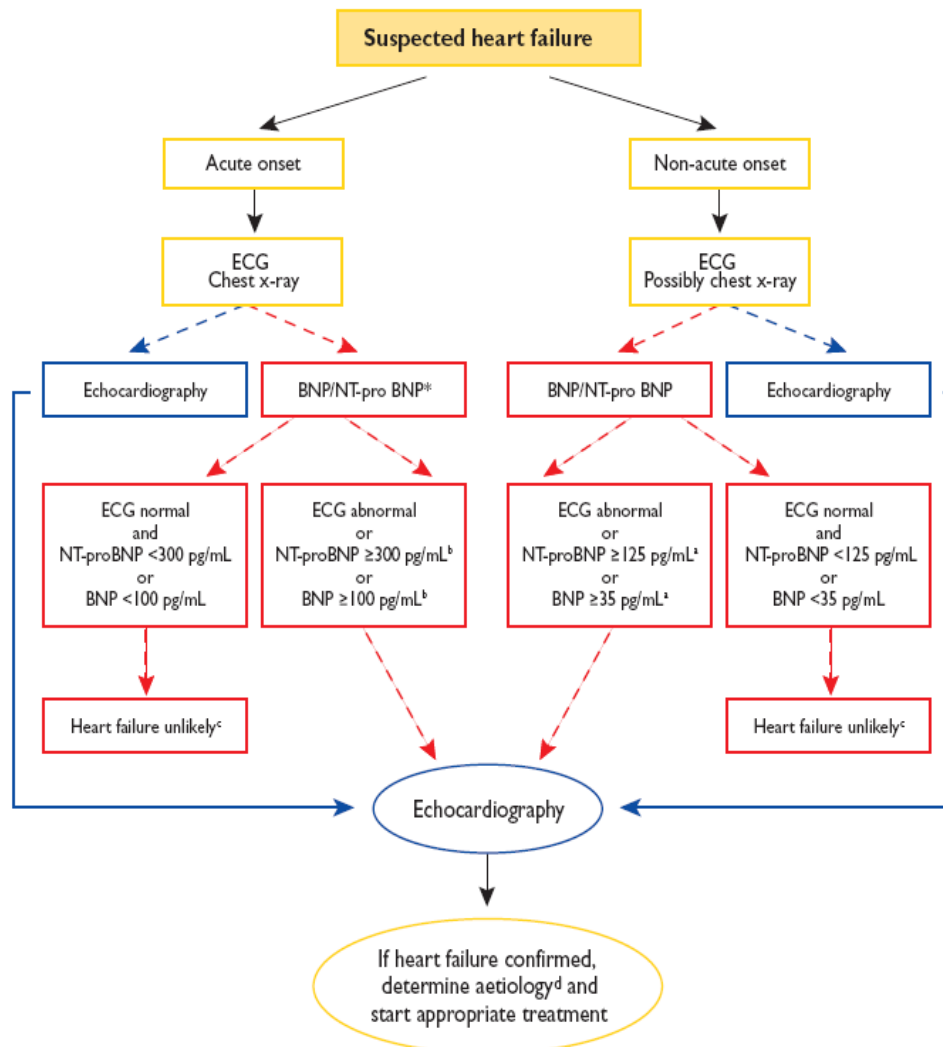 Suspected heart failure
Acute onset
Non-acute onset
ECG
Chest x-ray
ECG
Possibly chest x-ray
Echocardiography
BNP/NT-pro BNP*
BNP/NT-pro BNP
Echocardiography
ECG normal
and
NT-proBNP <300 pg/mL
or
BNP <100 pg/mL
ECG abnormal
or
NT-proBNP ≥300 pg/mLᵇ
or
BNP ≥100 pg/mLᵇ
ECG abnormal
or
NT-proBNP ≥125 pg/mLᵃ
or
BNP ≥35 pg/mLᵃ
ECG normal
and
NT-proBNP <125 pg/mL
or
BNP <35 pg/mL
Heart failure unlikelyᶜ
Heart failure unlikelyᶜ
Echocardiography
If heart failure confirmed,
determine aetiologyᵈ and
start appropriate treatment